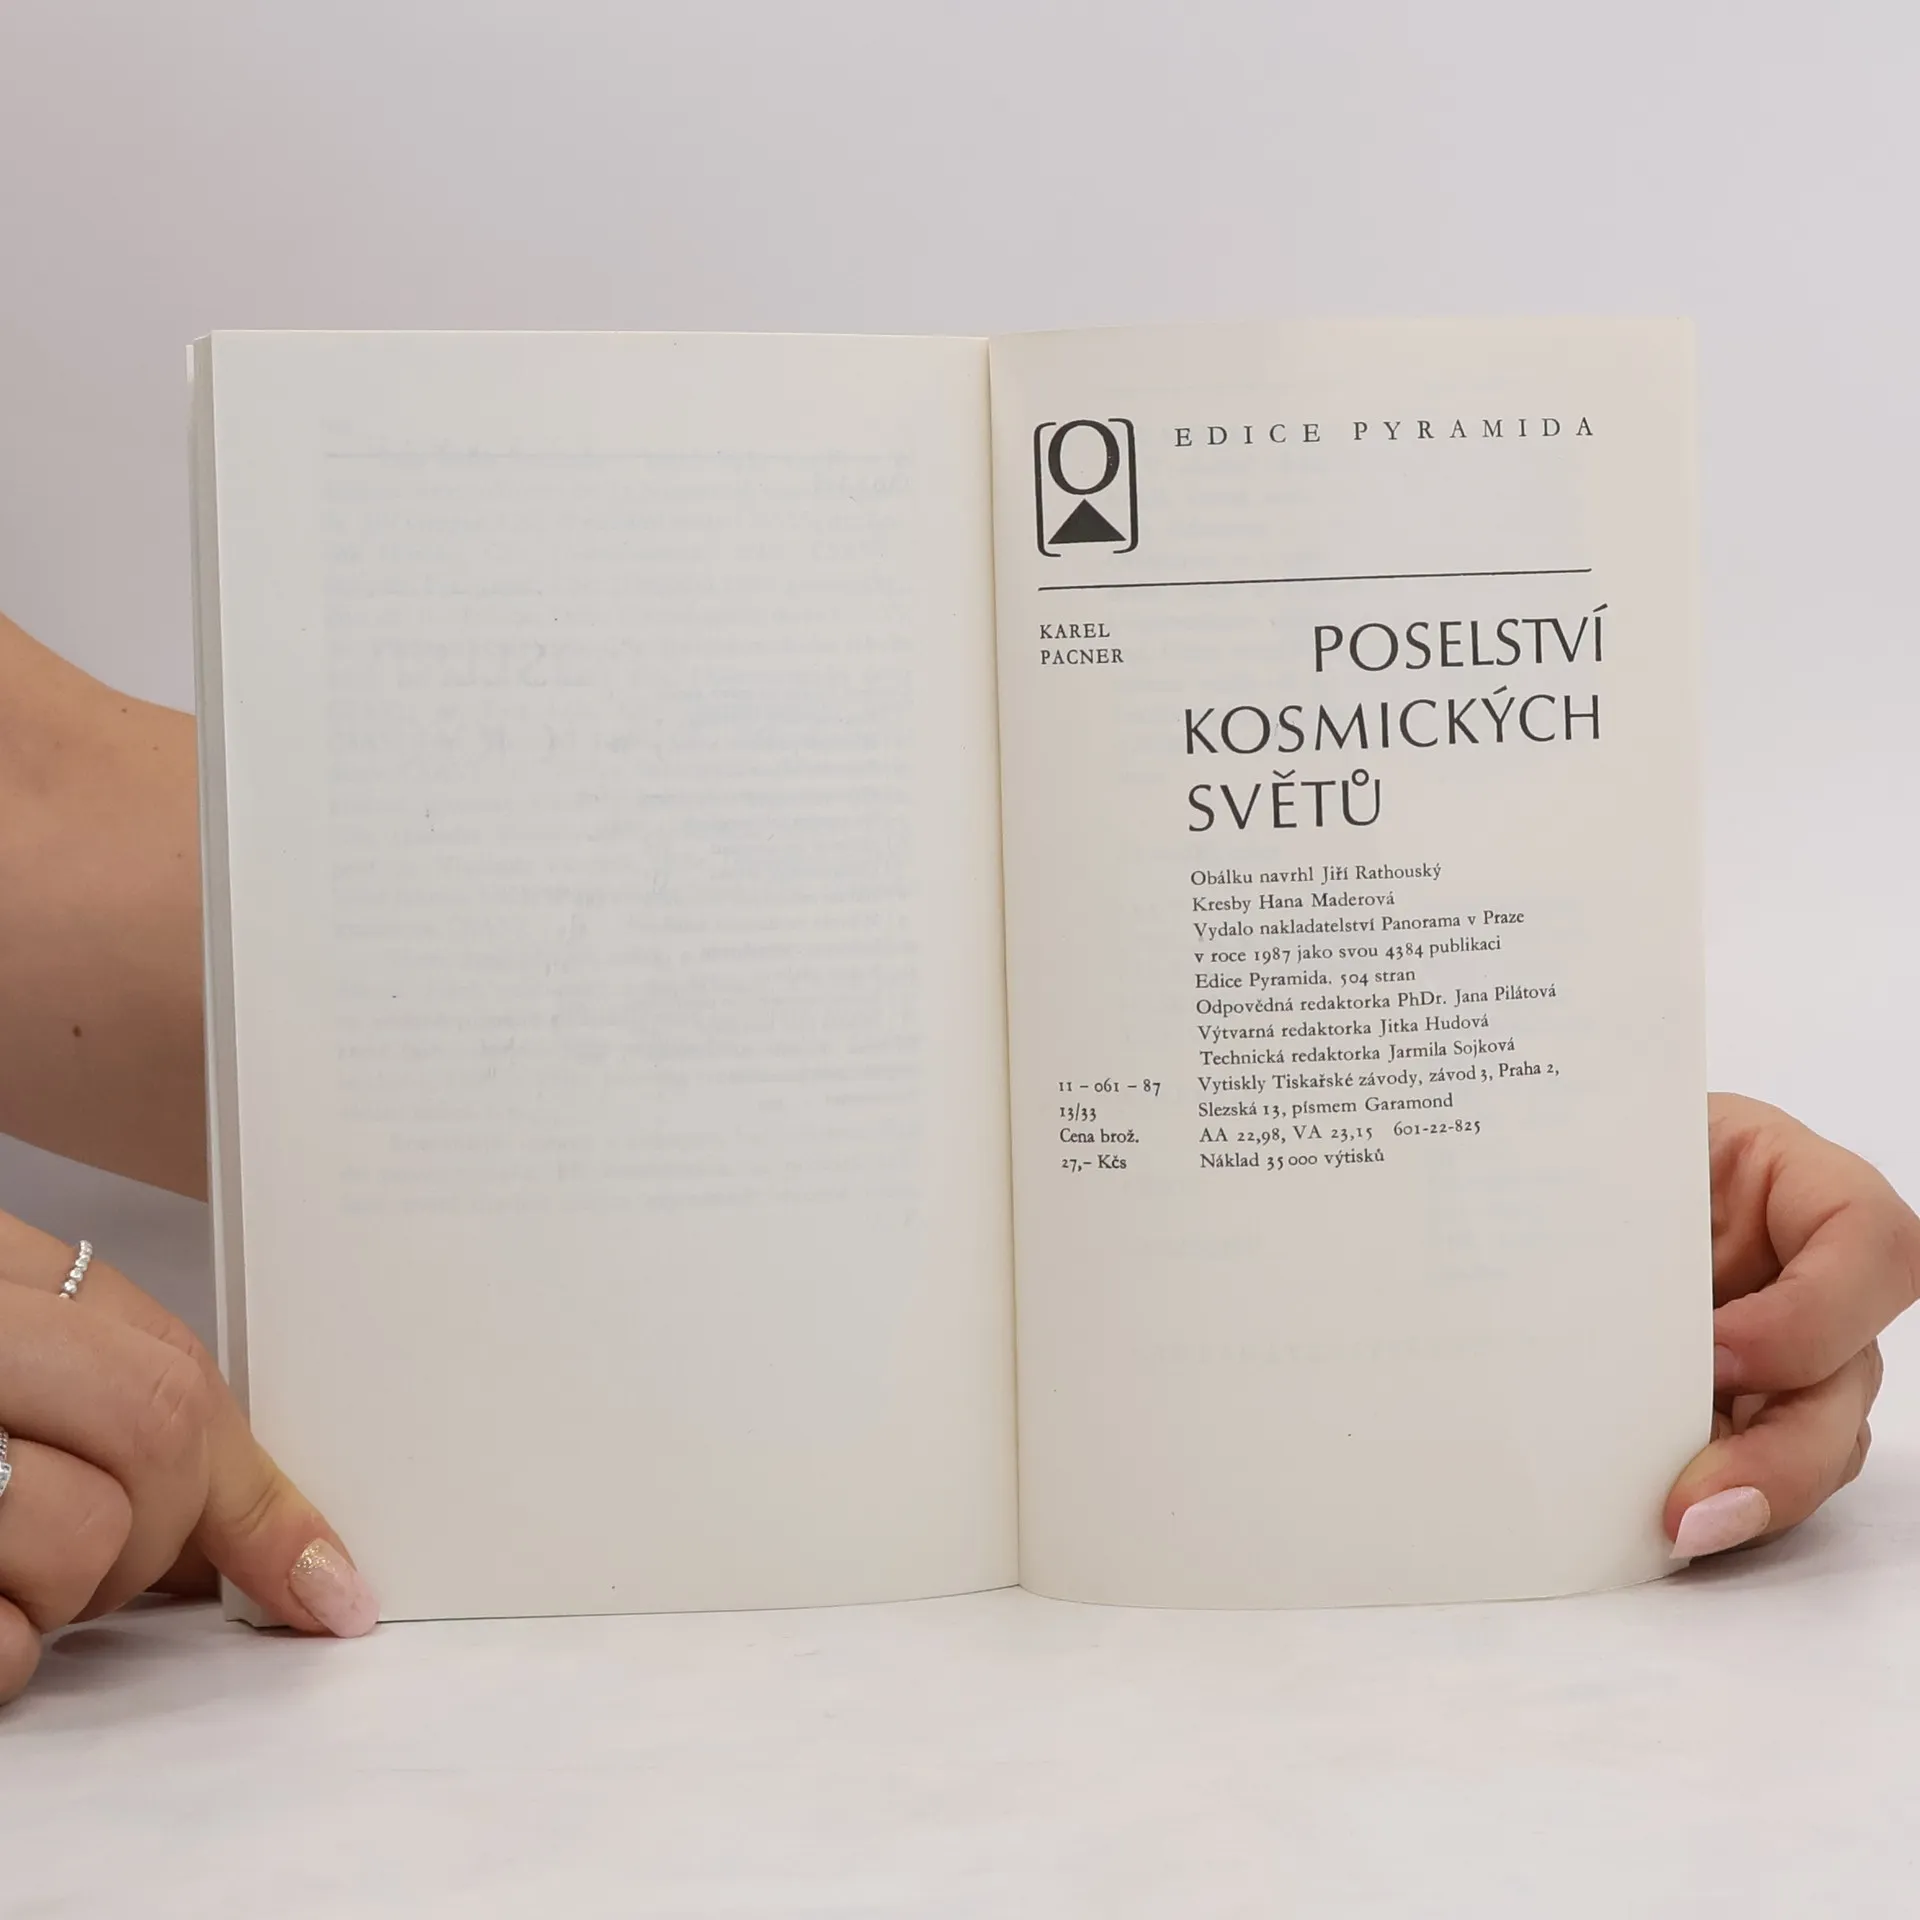 EDICE PYRAMIDA
KAREL
PACNER
POSELSTVÍ
KOSMICKÝCH
SVĚTŮ
Obálku navrhl Jiří Rathouský
Kresby Hana Maderová
Vydalo nakladatelství Panorama v Praze
v roce 1987 jako svou 4384 publikaci
Edice Pyramida, 504 stran
Odpovědná redaktorka PhDr. Jana Pilátová
Výtvarná redaktorka Jitka Hudová
Technická redaktorka Jarmila Sojková
Vytiskly Tiskařské závody, závod 3, Praha 2,
Slezská 13, písmem Garamond
AA 22,98, VA 23,15 601-22-825
Náklad 35 000 výtisků
11 – 061 – 87
13/33
Cena brož.
27,– Kčs